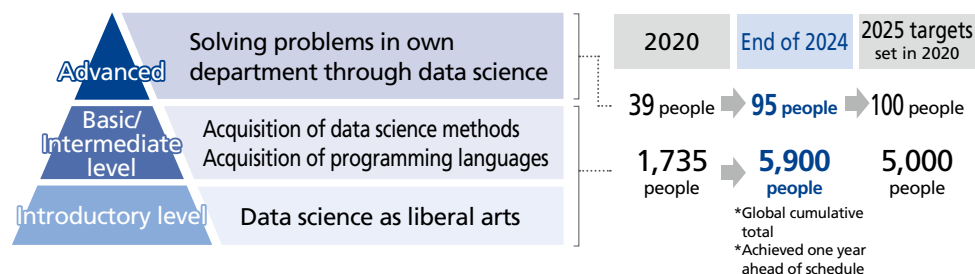 Advanced
Solving problems in own
department through data science
Basic/
Intermediate
level
Acquisition of data science methods
Acquisition of programming languages
Introductory level
Data science as liberal arts
2020
End of 2024
2025 targets
set in 2020
39 people
95 people
100 people
1,735
people
5,900
people
5,000
people
*Global cumulative
total
*Achieved one year
ahead of schedule